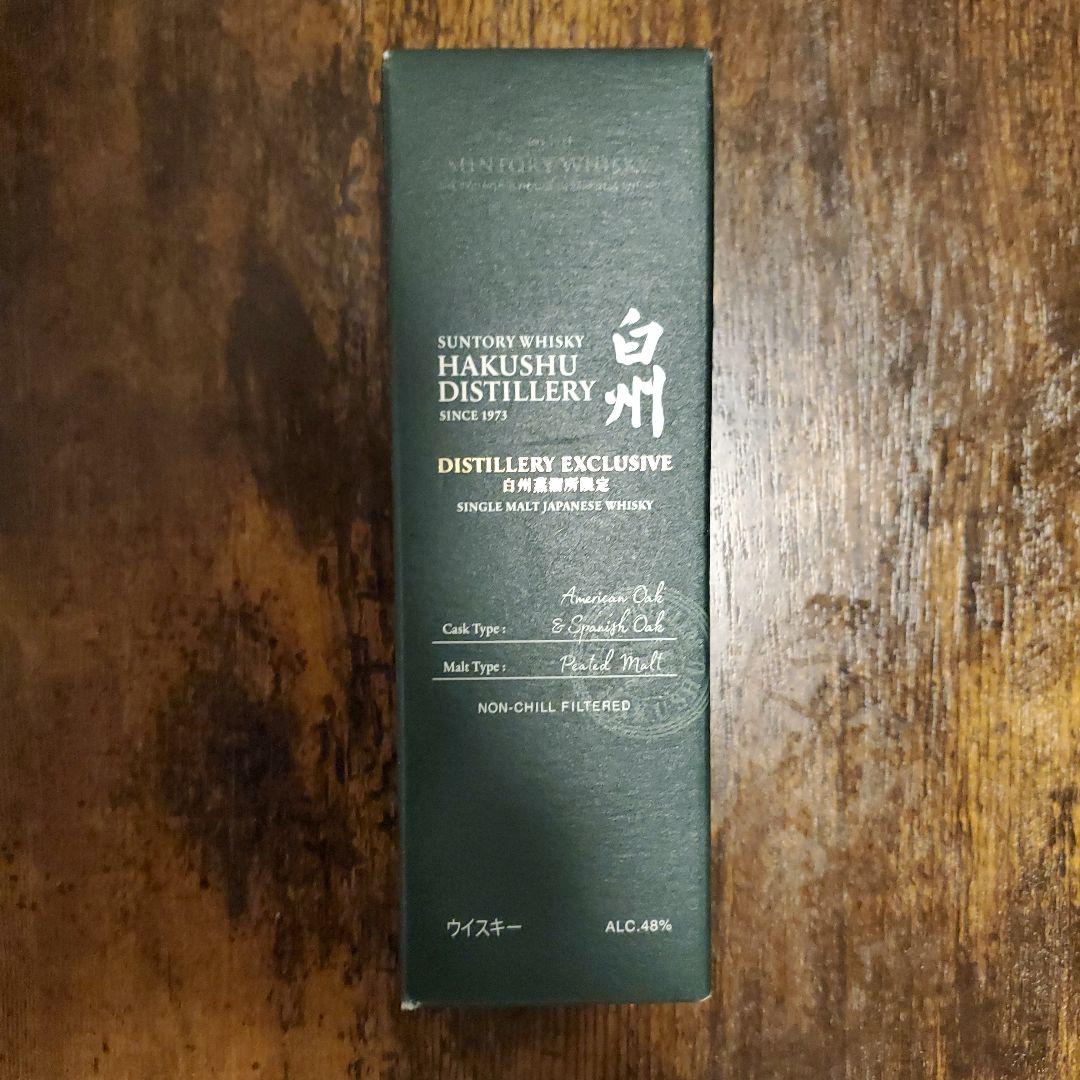 SUNTORY WHISKY
SUNTORY WHISKY
HAKUSHU
DISTILLERY
SINCE 1973
白州
DISTILLERY EXCLUSIVE
白州蒸溜所限定
SINGLE MALT JAPANESE WHISKY
Cask Type : American Oak
& Spanish Oak
Malt Type : Peated Malt
NON-CHILL FILTERED
ウイスキー ALC.48%